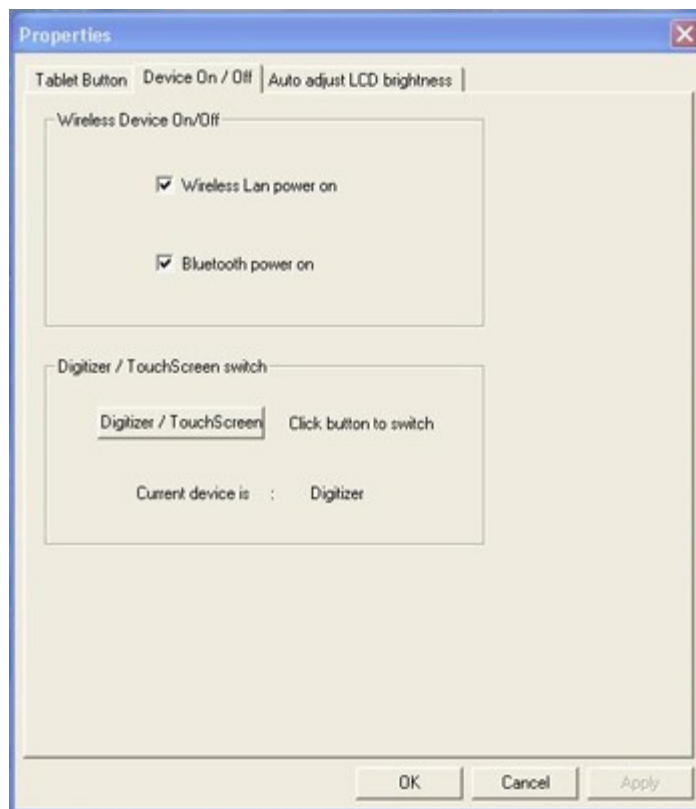 Properties
Tablet Button Device On / Off Auto adjust LCD brightness
Wireless Device On/Off
Wireless Lan power on
Bluetooth power on
Digitizer / TouchScreen switch
Digitizer / TouchScreen Click button to switch
Current device is : Digitizer
OK Cancel Apply